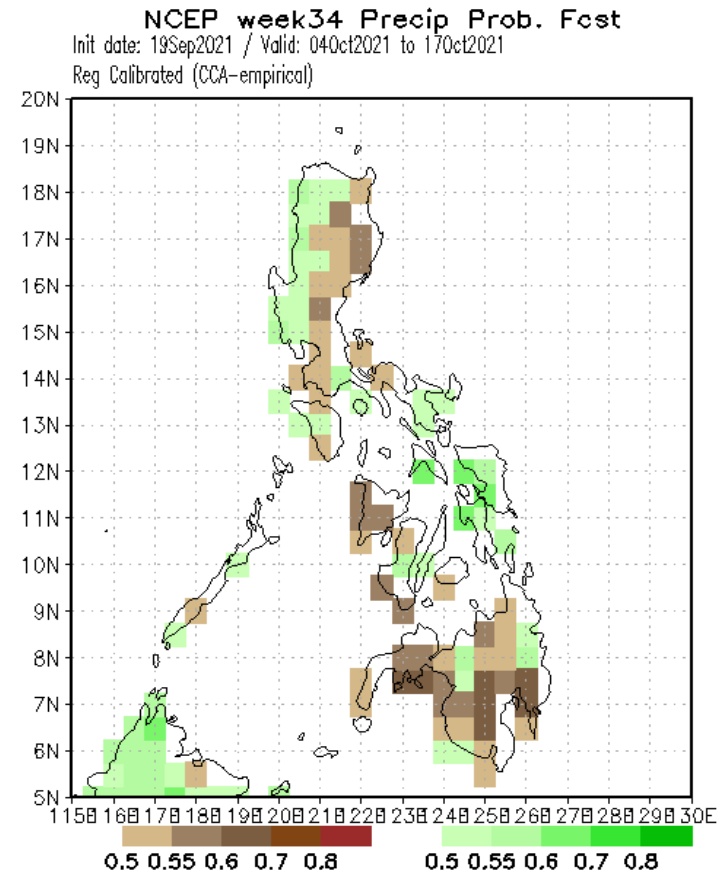 NCEP week34 Precip Prob. Fcst
Init date: 19Sep2021 / Valid: 04Oct2021 to 17Oct2021
Reg Calibrated (CCA-empirical)
20N
19N
18N
17N
16N
15N
14N
13N
12N
11N
10N
9N
8N
7N
6N
5N
115E 116E 117E 118E 119E 120E 121E 122E 123E 124E 125E 126E 127E 128E 129E 130E
0.5 0.55 0.6 0.7 0.8 0.5 0.55 0.6 0.7 0.8